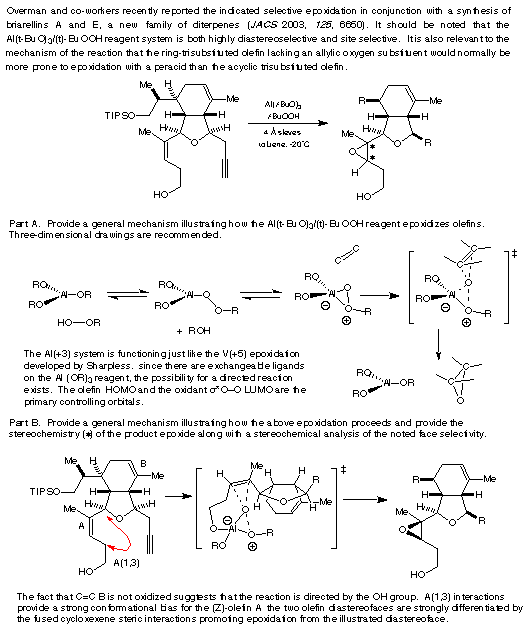 Overman and co-workers recently reported the indicated selective epoxidation in conjunction with a synthesis of
briarellins A and E, a new family of diterpenes (JACS 2003, 125, 6650). It should be noted that the
Al(t-BuO)3/(t)-BuOOH reagent system is both highly diastereoselective and site selective. It is also relevant to the
mechanism of the reaction that the ring-trisubstituted olefin lacking an allylic oxygen substituent would normally be
more prone to epoxidation with a peracid than the acyclic trisubstituted olefin.
Me H
Me
TIPSO
H H
H H
Me O
HO
Al(t-BuO)3
t-BuOOH
4 Å sieves
toluene, -20°C
R
Me
H H
H
Me O
O * R
*
H
HO
Part A. Provide a general mechanism illustrating how the Al(t-BuO)3/(t)-BuOOH reagent epoxidizes olefins.
Three-dimensional drawings are recommended.
C=C
RO Al OR
RO
HO—OR
RO Al O
RO O—R
+ ROH
RO Al O
RO O—R
⊖ ⊕
‡
RO Al O
RO O—R
⊖ ⊕
RO Al OR
RO
C C
O
The Al(+3) system is functioning just like the V(+5) epoxidation
developed by Sharpless. since there are exchangeable ligands
on the Al (OR)3 reagent, the possibility for a directed reaction
exists. The olefin HOMO and the oxidant σ* O–O LUMO are the
primary controlling orbitals.
Part B. Provide a general mechanism illustrating how the above epoxidation proceeds and provide the
stereochemistry (*) of the product epoxide along with a stereochemical analysis of the noted face selectivity.
Me H B
Me
TIPSO
H H
H H
Me O
A
HO A(1,3)
‡
Me R
H H
O
Me
H R
O
O Al
RO O R
⊖ ⊕
R
Me
H H
H H
Me O
O R
H
HO
The fact that C=C B is not oxidized suggtests that the reaction is directed by the OH group. A(1,3) interactions
provide a strong conformational bias for the (Z)-olefin A the two olefin diastereofaces are strongly differentiated by
the fused cycloxexene steric interactions promoting epoxidation from the illustrated diastereoface.